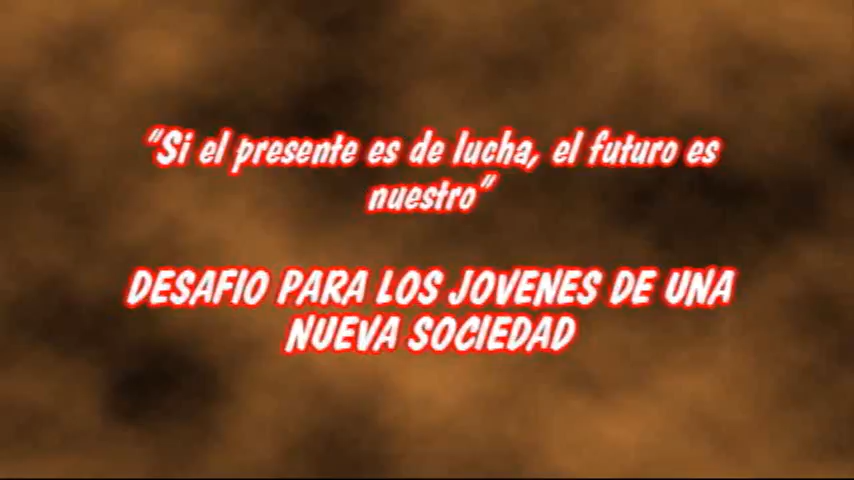 "Si el presente es de lucha, el futuro es
nuestro"
DESAFIO PARA LOS JOVENES DE UNA
NUEVA SOCIEDAD